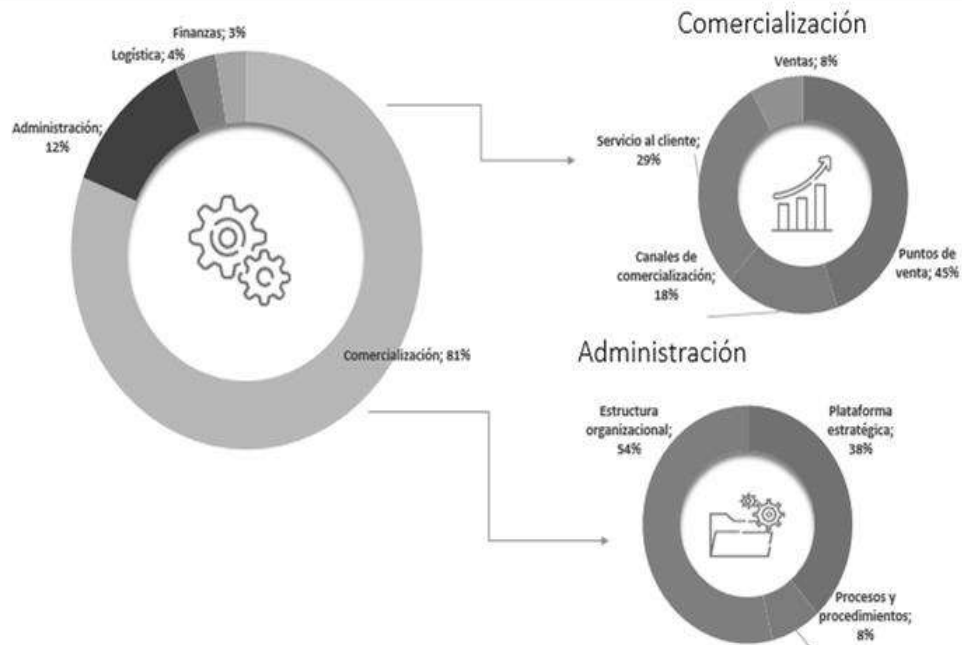 Finanzas; 3%
Logística; 4%
Administración;
12%
Comercialización; 81%
Comercialización
Ventas; 8%
Servicio al cliente;
29%
Canales de
comercialización;
18%
Puntos de
venta; 45%
Administración
Estructura
organizacional;
54%
Plataforma
estratégica;
38%
Procesos y
procedimientos;
8%